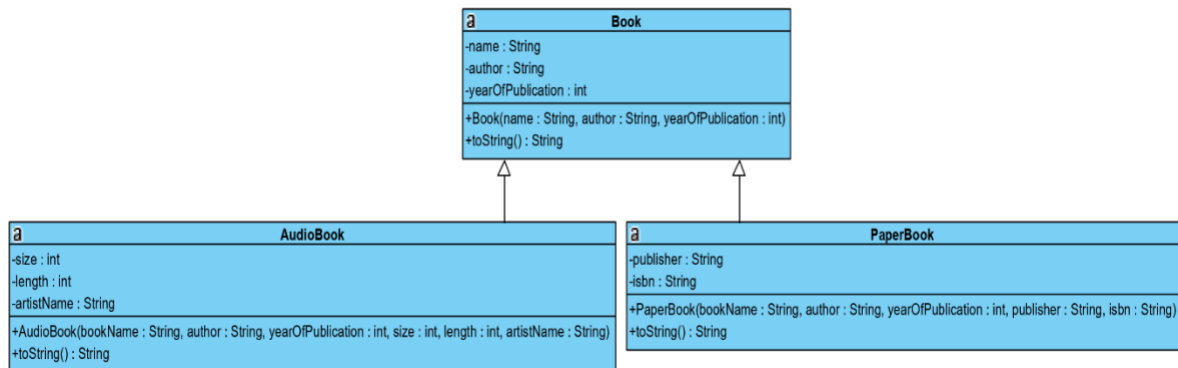 a Book
-name : String
-author : String
-yearOfPublication : int
+Book(name : String, author : String, yearOfPublication : int)
+toString() : String
a AudioBook
-size : int
-length : int
-artistName : String
+AudioBook(bookName : String, author : String, yearOfPublication : int, size : int, length : int, artistName : String)
+toString() : String
a PaperBook
-publisher : String
-isbn : String
+PaperBook(bookName : String, author : String, yearOfPublication : int, publisher : String, isbn : String)
+toString() : String